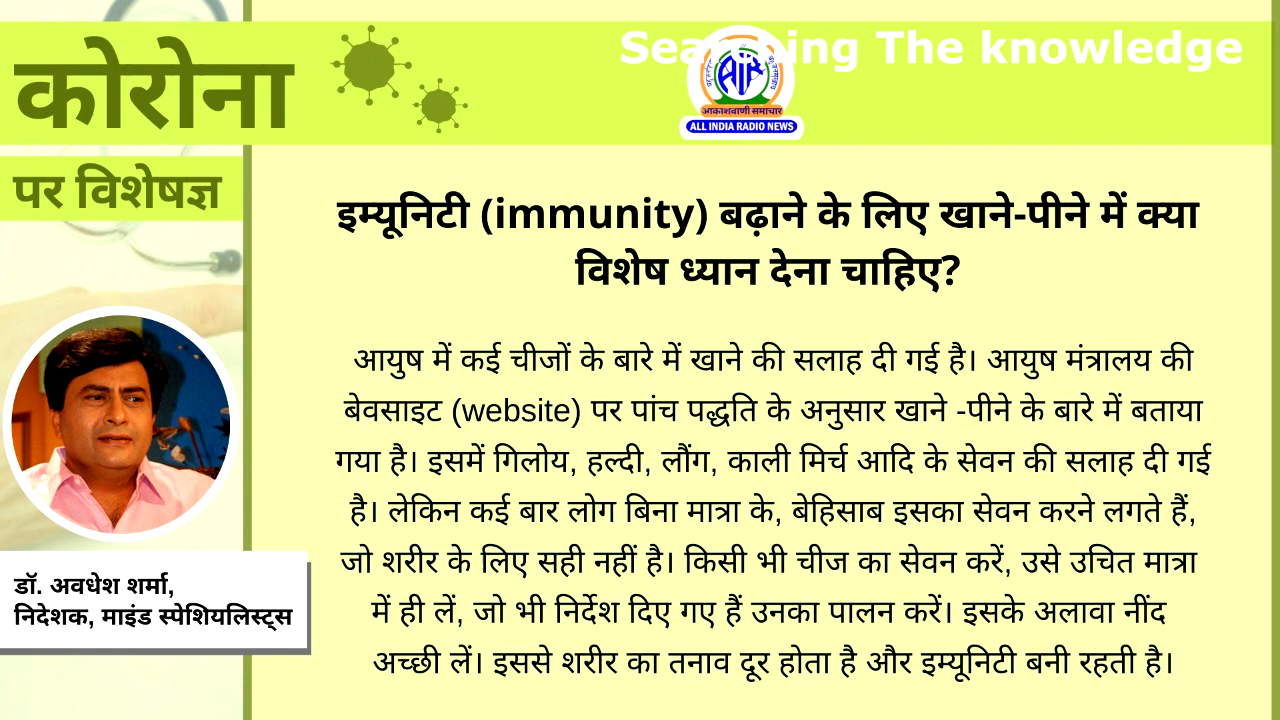 कोरोना
पर विशेषज्ञ
The knowledge
आकाशवाणी समाचार
ALL INDIA RADIO NEWS
इम्यूनिटी (immunity) बढ़ाने के लिए खाने-पीने में क्या
विशेष ध्यान देना चाहिए?
आयुष में कई चीजों के बारे में खाने की सलाह दी गई है। आयुष मंत्रालय की
बेवसाइट (website) पर पांच पद्धति के अनुसार खाने -पीने के बारे में बताया
गया है। इसमें गिलोय, हल्दी, लौंग, काली मिर्च आदि के सेवन की सलाह दी गई
है। लेकिन कई बार लोग बिना मात्रा के, बेहिसाब इसका सेवन करने लगते हैं,
जो शरीर के लिए सही नहीं है। किसी भी चीज का सेवन करें, उसे उचित मात्रा
में ही लें, जो भी निर्देश दिए गए हैं उनका पालन करें। इसके अलावा नींद
अच्छी लें। इससे शरीर का तनाव दूर होता है और इम्यूनिटी बनी रहती है।
डॉ. अवधेश शर्मा,
निदेशक, माइंड स्पेशियलिस्ट्स